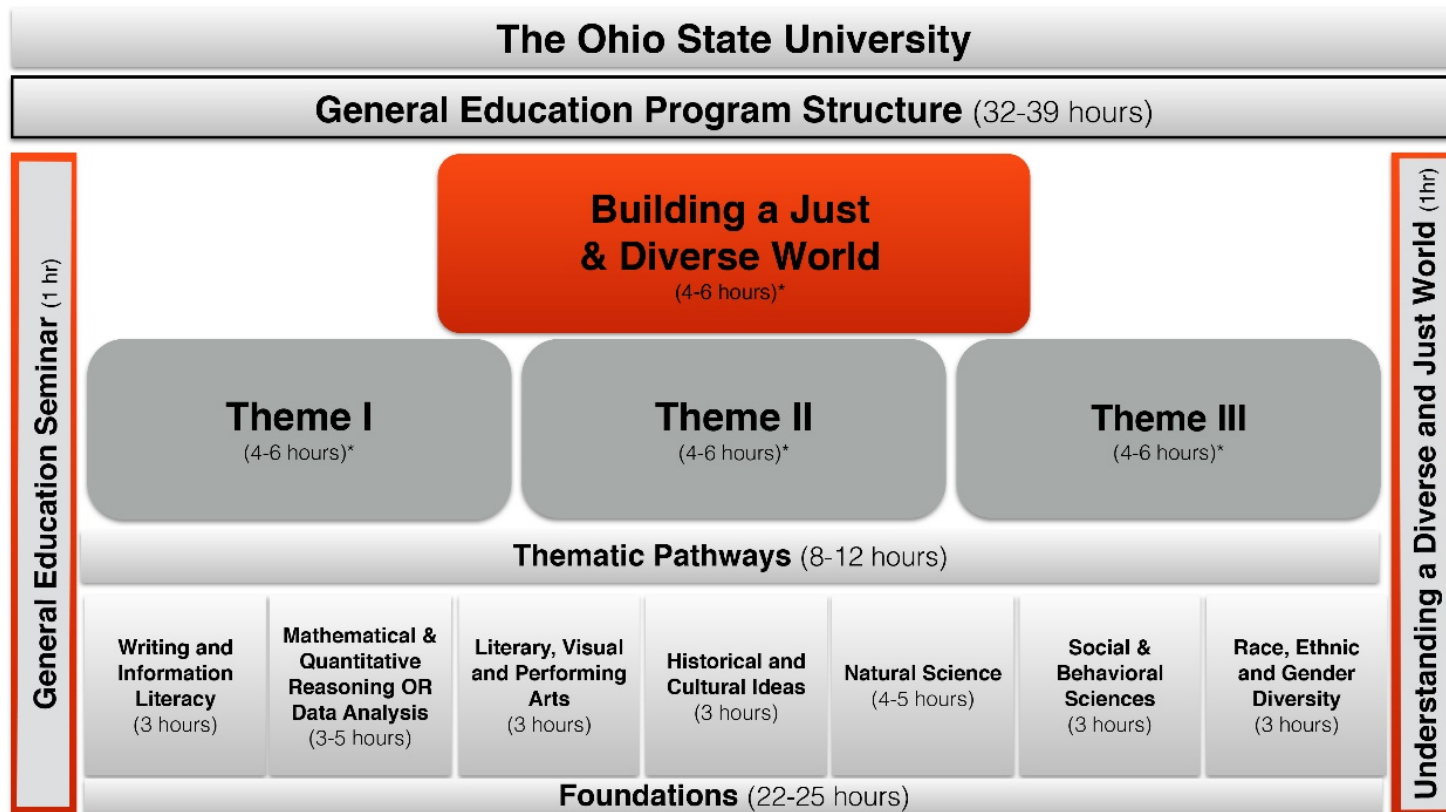 The Ohio State University
General Education Program Structure (32-39 hours)
General Education Seminar (1 hr)
Building a Just
& Diverse World
(4-6 hours)*
Theme I
(4-6 hours)*
Theme II
(4-6 hours)*
Theme III
(4-6 hours)*
Thematic Pathways (8-12 hours)
Writing and
Information
Literacy
(3 hours)
Mathematical &
Quantitative
Reasoning OR
Data Analysis
(3-5 hours)
Literary, Visual
and Performing
Arts
(3 hours)
Historical and
Cultural Ideas
(3 hours)
Natural Science
(4-5 hours)
Social &
Behavioral
Sciences
(3 hours)
Race, Ethnic
and Gender
Diversity
(3 hours)
Foundations (22-25 hours)
Understanding a Diverse and Just World (1hr)